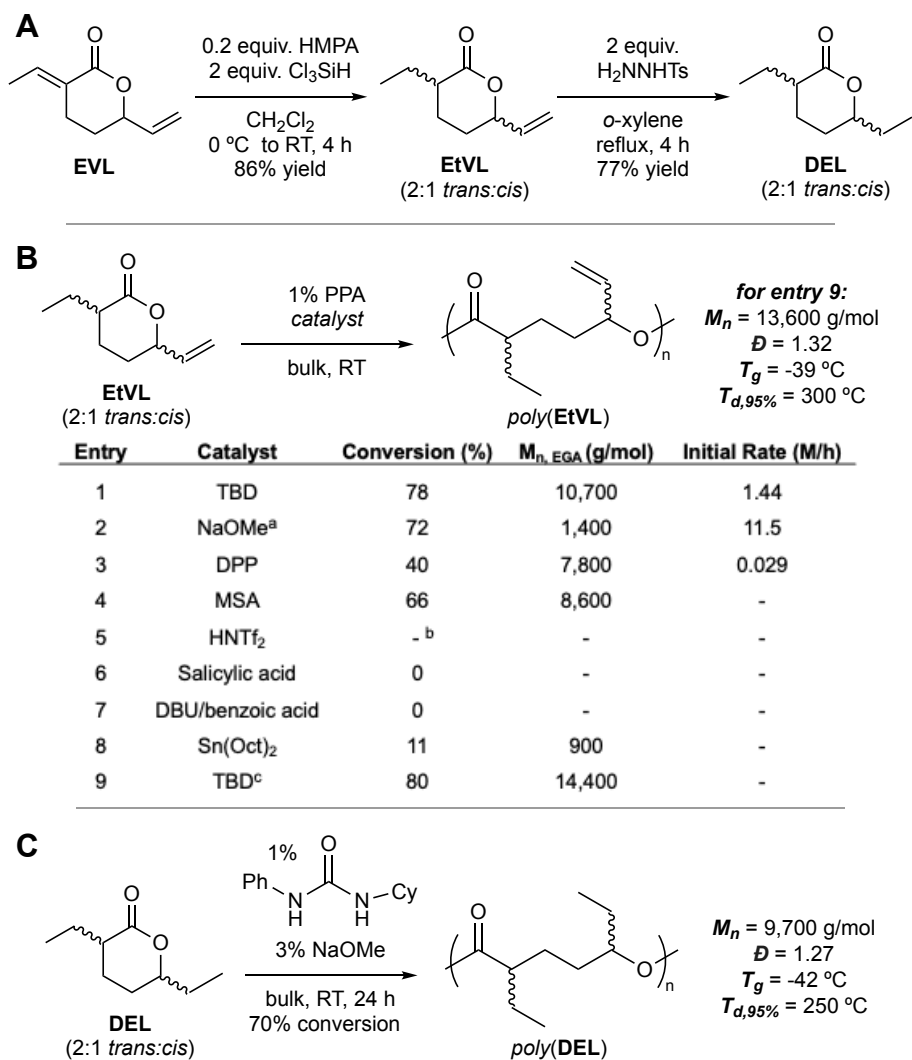 A
O
O
EVL
0.2 equiv. HMPA
2 equiv. Cl₃SiH
CH₂Cl₂
0 ºC to RT, 4 h
86% yield
O
O
EtVL
(2:1 trans:cis)
2 equiv.
H₂NNHTs
o-xylene
reflux, 4 h
77% yield
O
O
DEL
(2:1 trans:cis)
B
O
O
EtVL
(2:1 trans:cis)
1% PPA
catalyst
bulk, RT
O
O
n
poly(EtVL)
for entry 9:
Mn = 13,600 g/mol
Đ = 1.32
Tg = -39 ºC
Td,95% = 300 ºC
Entry Catalyst Conversion (%) Mn, EGA (g/mol) Initial Rate (M/h)
1 TBD 78 10,700 1.44
2 NaOMeᵃ 72 1,400 11.5
3 DPP 40 7,800 0.029
4 MSA 66 8,600 -
5 HNTf₂ - ᵇ - -
6 Salicylic acid 0 - -
7 DBU/benzoic acid 0 - -
8 Sn(Oct)₂ 11 900 -
9 TBDᶜ 80 14,400 -
C
O
O
DEL
(2:1 trans:cis)
1%
O
Ph N N Cy
H H
3% NaOMe
bulk, RT, 24 h
70% conversion
O
O
n
poly(DEL)
Mn = 9,700 g/mol
Đ = 1.27
Tg = -42 ºC
Td,95% = 250 ºC